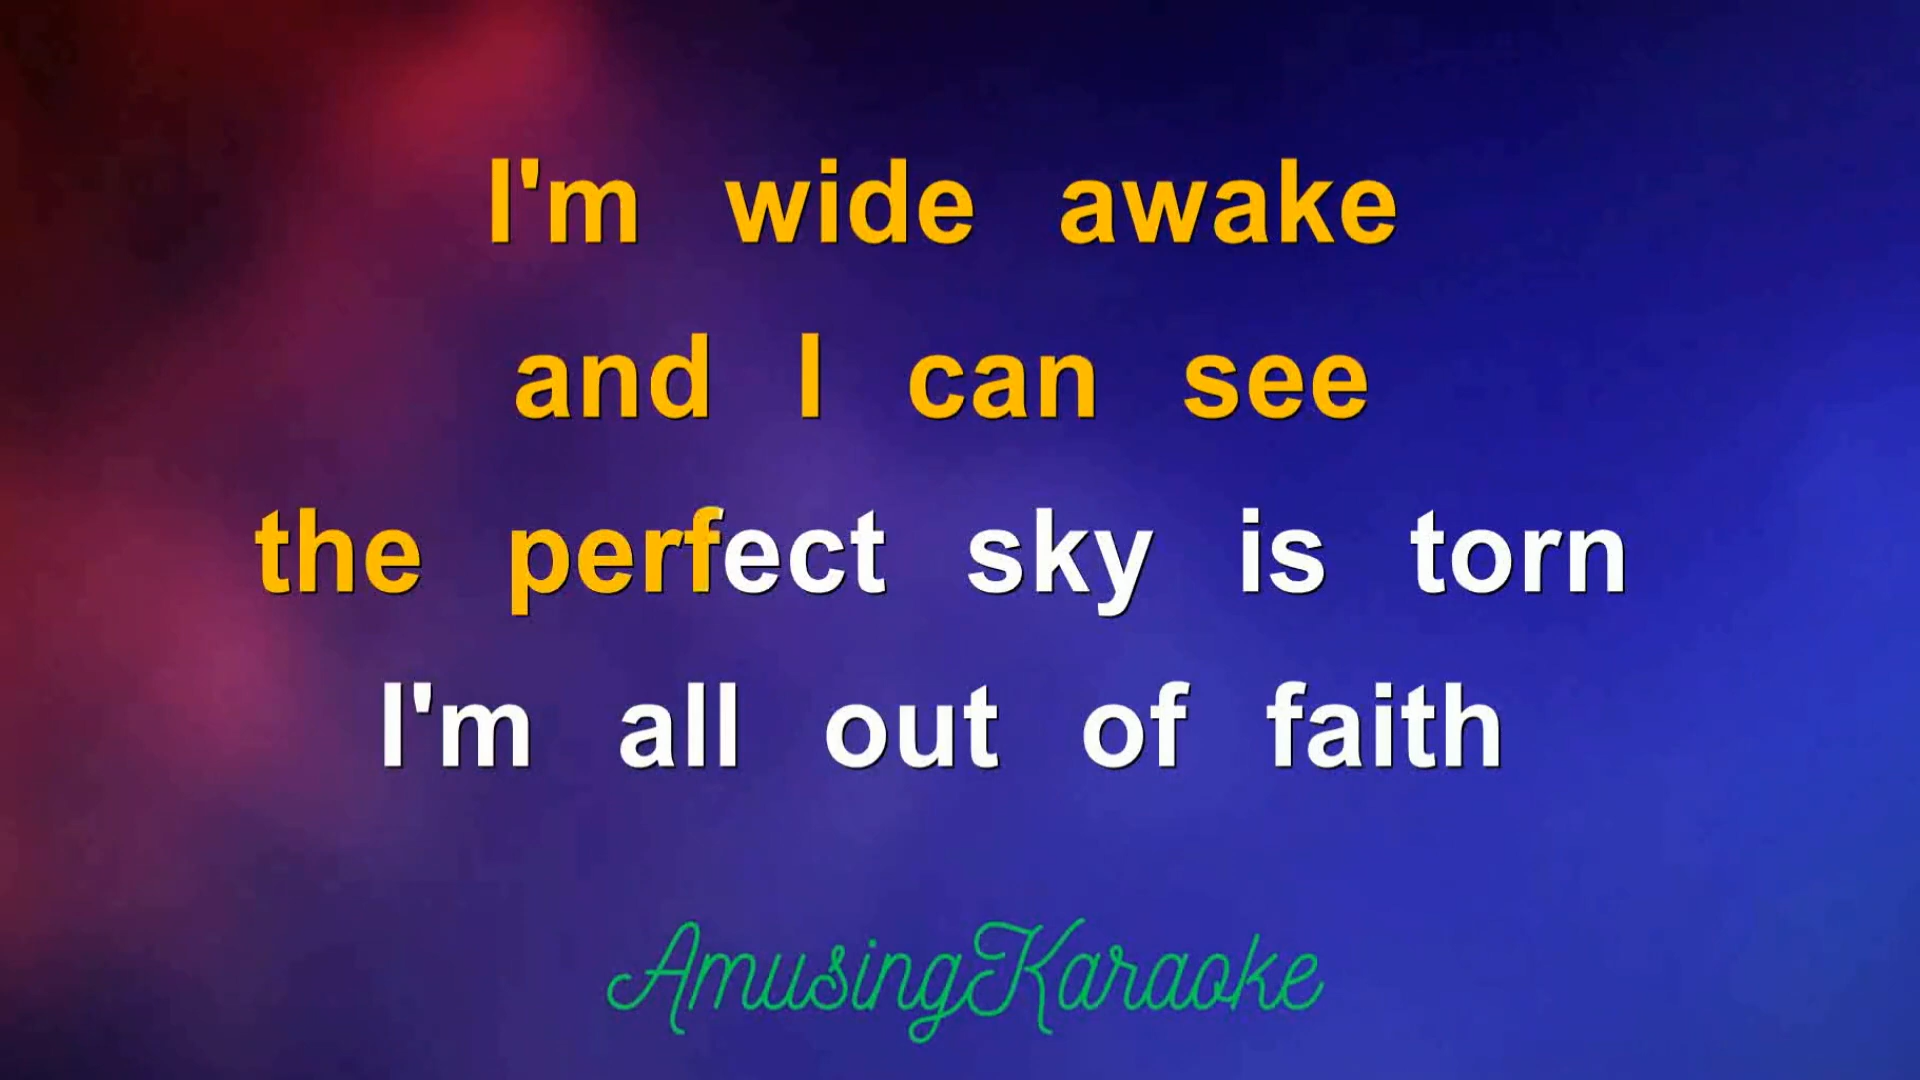 I'm wide awake
and I can see
the perfect sky is torn
I'm all out of faith
AmusingKaraoke